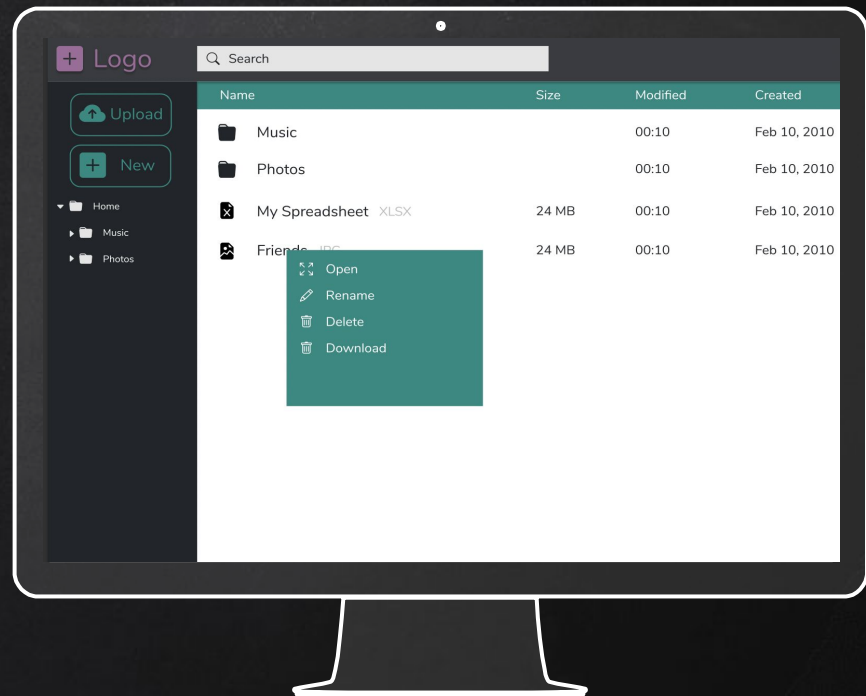 Logo
Search
Upload
New
Home
Music
Photos
Name Size Modified Created
Music 00:10 Feb 10, 2010
Photos 00:10 Feb 10, 2010
My Spreadsheet XLSX 24 MB 00:10 Feb 10, 2010
Friends JPG 24 MB 00:10 Feb 10, 2010
Open
Rename
Delete
Download